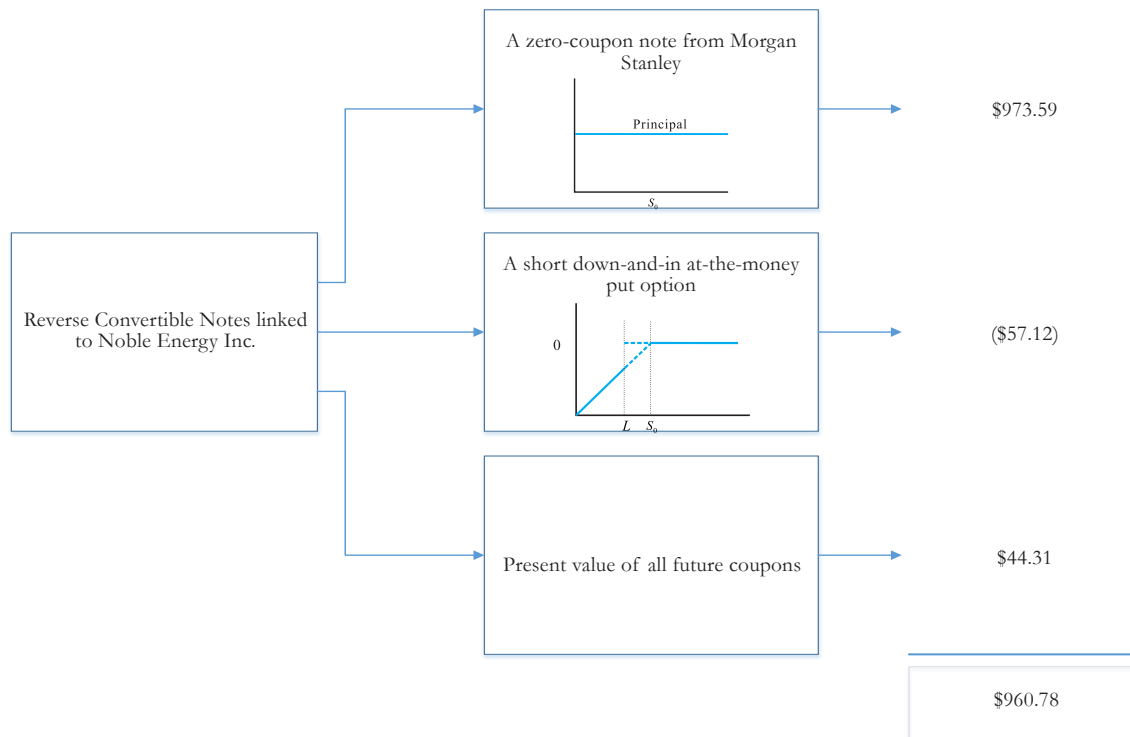 A zero-coupon note from Morgan
Stanley
Principal
S₀
$973.59
Reverse Convertible Notes linked
to Noble Energy Inc.
A short down-and-in at-the-money
put option
0
L S₀
($57.12)
Present value of all future coupons
$44.31
$960.78